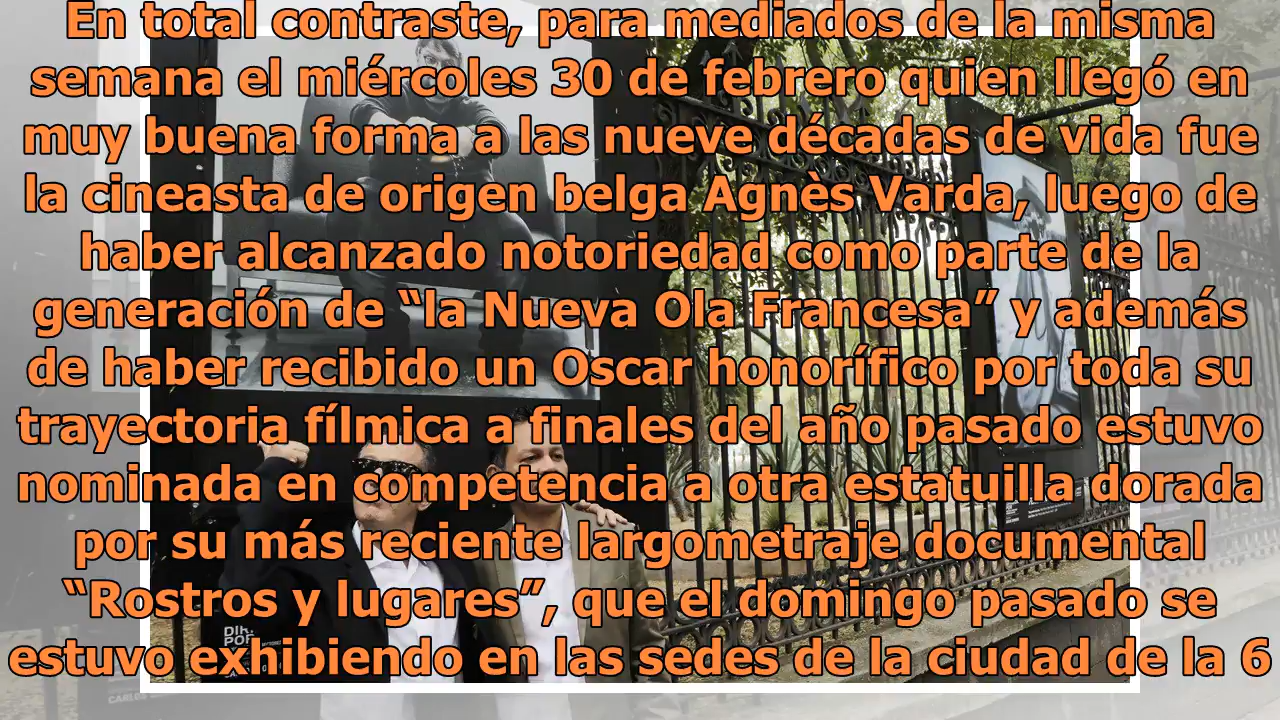 En total contraste, para mediados de la misma
semana el miércoles 30 de febrero quien llegó en
muy buena forma a las nueve décadas de vida fue
la cineasta de origen belga Agnès Varda, luego de
haber alcanzado notoriedad como parte de la
generación de “la Nueva Ola Francesa” y además
de haber recibido un Oscar honorífico por toda su
trayectoria fílmica a finales del año pasado estuvo
nominada en competencia a otra estatuilla dorada
por su más reciente largometraje documental
“Rostros y lugares”, que el domingo pasado se
estuvo exhibiendo en las sedes de la ciudad de la 6
CARLOS